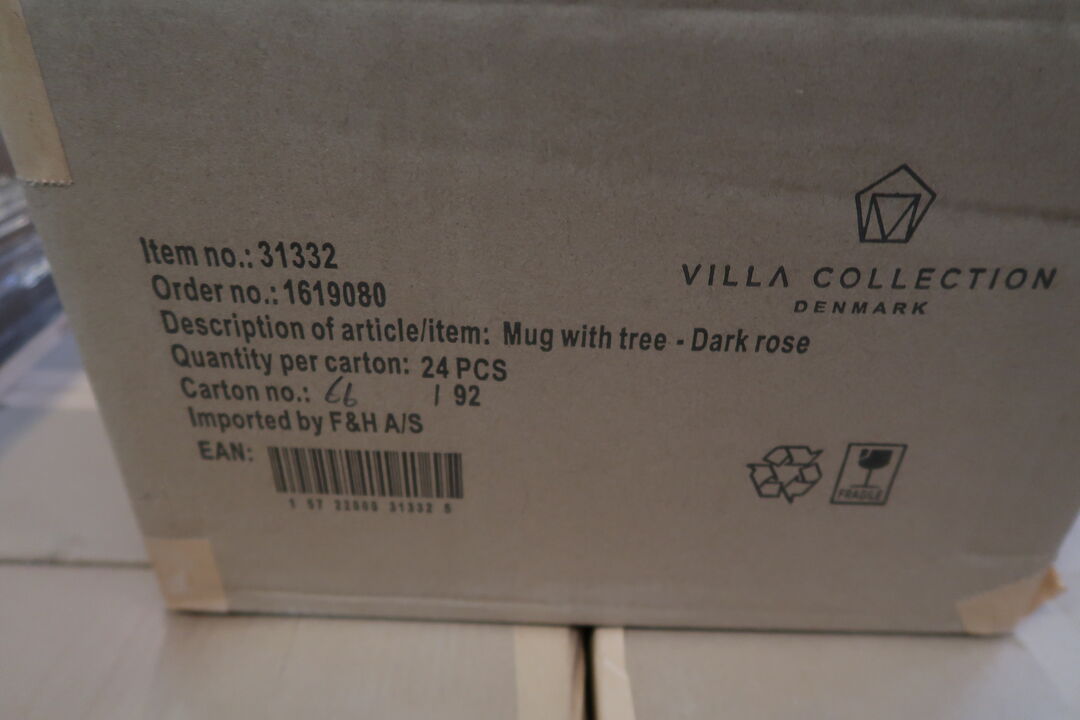 VILLA COLLECTION
DENMARK
Item no.: 31332
Order no.: 1619080
Description of article/item: Mug with tree - Dark rose
Quantity per carton: 24 PCS
Carton no.: 66 / 92
Imported by F&H A/S
EAN:
1 57 31332 5
FRAGILE